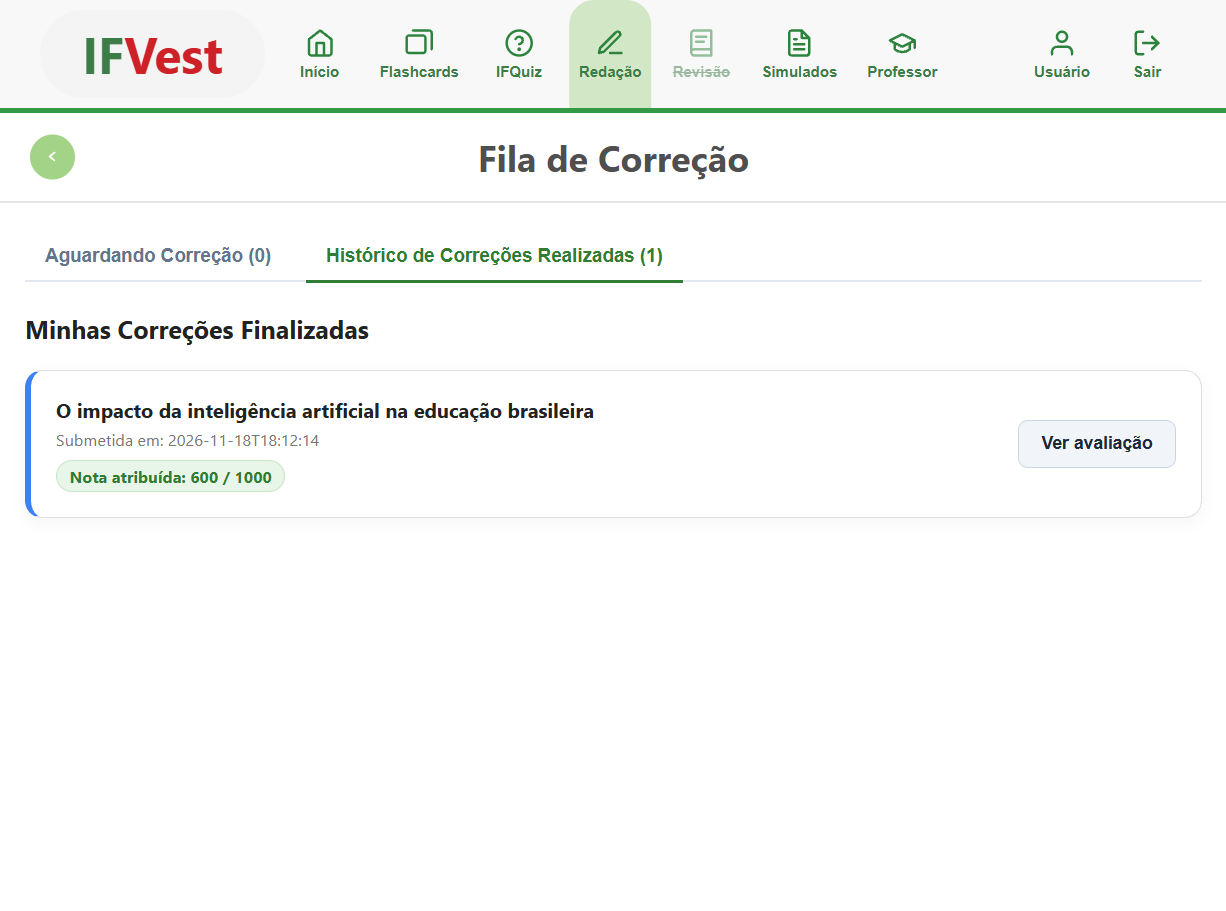 IFVest
Início
Flashcards
IFQuiz
Redação
Revisão
Simulados
Professor
Usuário
Sair
Fila de Correção
Aguardando Correção (0)
Histórico de Correções Realizadas (1)
Minhas Correções Finalizadas
O impacto da inteligência artificial na educação brasileira
Submetida em: 2026-11-18T18:12:14
Nota atribuída: 600 / 1000
Ver avaliação